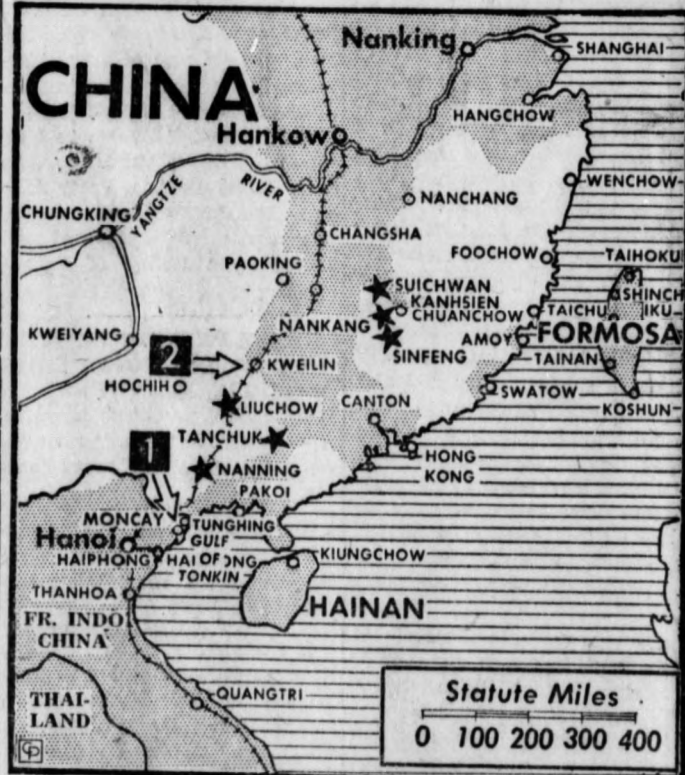 CHINA
Nanking
SHANGHAI
HANGCHOW
Hankow
WENCHOW
YANGTZE RIVER
NANCHANG
CHUNGKING
CHANGSHA
FOOCHOW
TAIHOKU
PAOKING
SUICHWAN
SHINCH
IKU
KANHSIEN
CHUANCHOW
TAICHU
NANKANG
KWEIYANG
AMOY
FORMOSA
2
KWEILIN
SINFENG
TAINAN
HOCHIH
SWATOW
LIUCHOW
CANTON
KOSHUN
TANCHUK
1
HONG
KONG
NANNING
PAKOI
MONCAY
TUNGHING
Hanoi
GULF
OF
TONKIN
HAIPHONG
HAI
ONG
KIUNGCHOW
THANHOA
HAINAN
FR. INDO
CHINA
QUANGTRI
THAI-
LAND
Statute Miles
0 100 200 300 400
CP